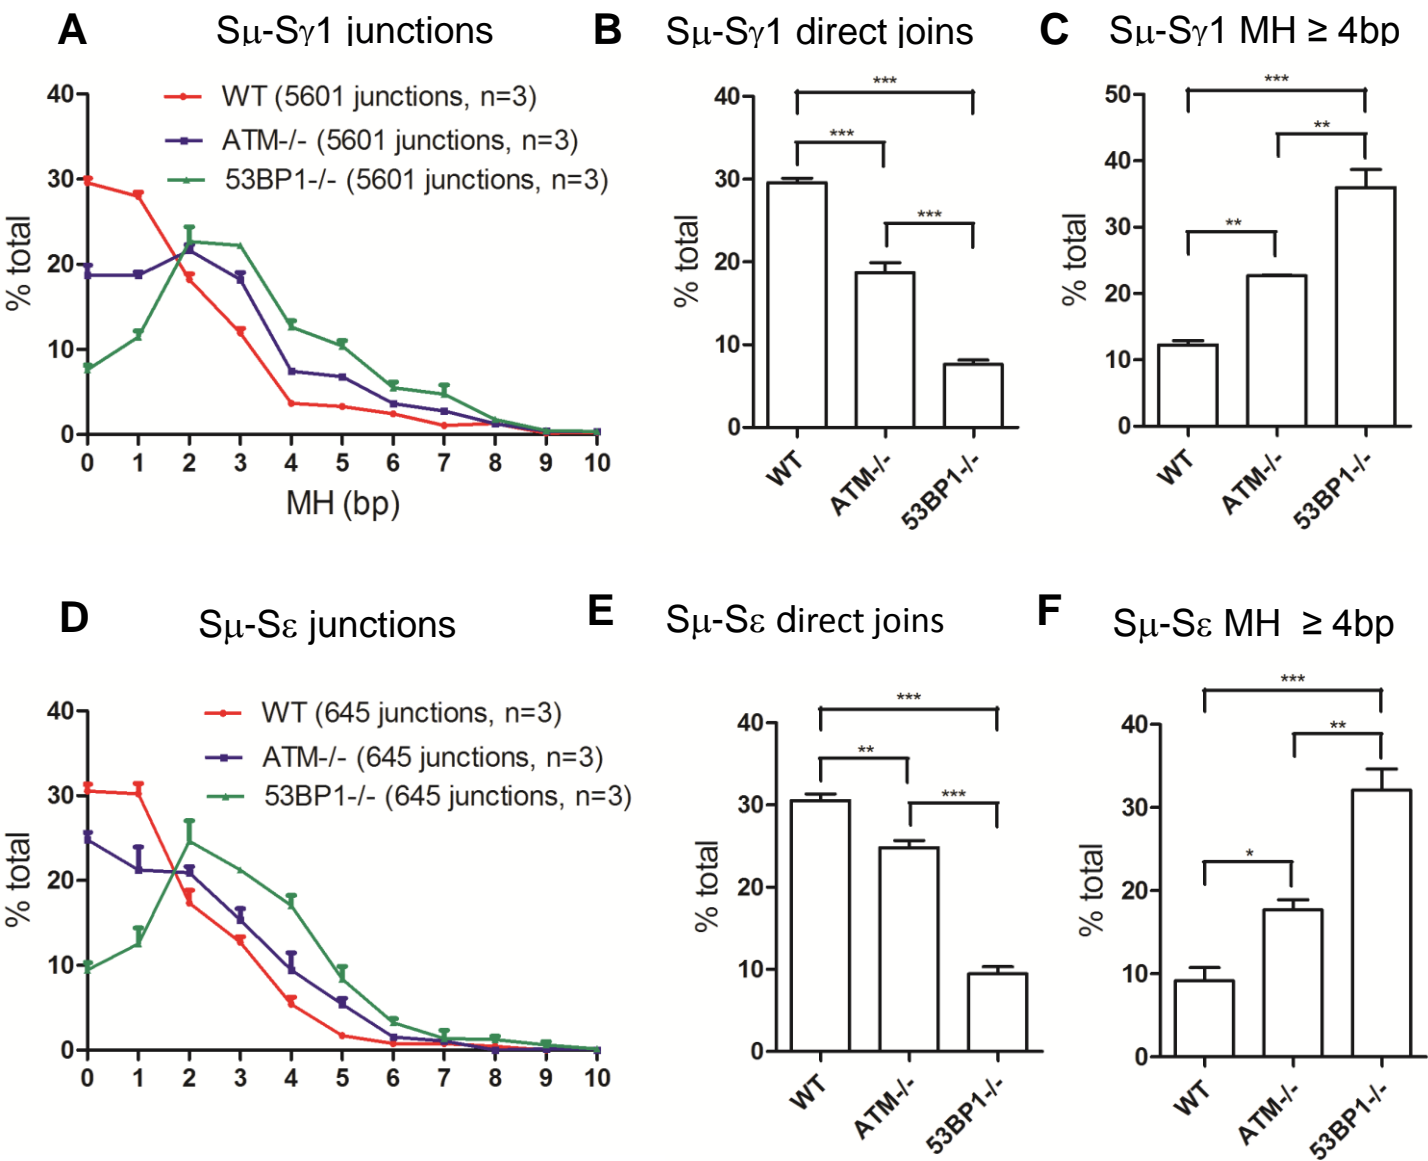 A Sμ-Sγ1 junctions
WT (5601 junctions, n=3)
ATM-/- (5601 junctions, n=3)
53BP1-/- (5601 junctions, n=3)
% total
40
30
20
10
0
0 1 2 3 4 5 6 7 8 9 10
MH (bp)
B Sμ-Sγ1 direct joins
***
***
***
% total
40
30
20
10
0
WT ATM-/- 53BP1-/-
C Sμ-Sγ1 MH ≥ 4bp
***
**
**
% total
50
40
30
20
10
0
WT ATM-/- 53BP1-/-
D Sμ-Sε junctions
WT (645 junctions, n=3)
ATM-/- (645 junctions, n=3)
53BP1-/- (645 junctions, n=3)
% total
40
30
20
10
0
0 1 2 3 4 5 6 7 8 9 10
E Sμ-Sε direct joins
***
**
***
% total
40
30
20
10
0
WT ATM-/- 53BP1-/-
F Sμ-Sε MH ≥ 4bp
***
**
*
% total
40
30
20
10
0
WT ATM-/- 53BP1-/-